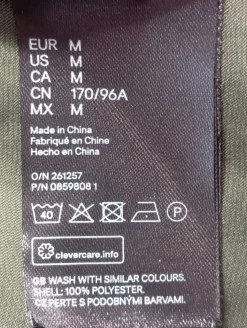 EUR M
US M
CA M
CN 170/96A
MX M
Made in China
Fabriqué en Chine
Hecho en China
O/N 261257
P/N 0859808 1
40 P
clevercare.info
GB WASH WITH SIMILAR COLOURS.
SHELL: 100% POLYESTER.
CZ PERTE S PODOBNÝMI BARVAMI.